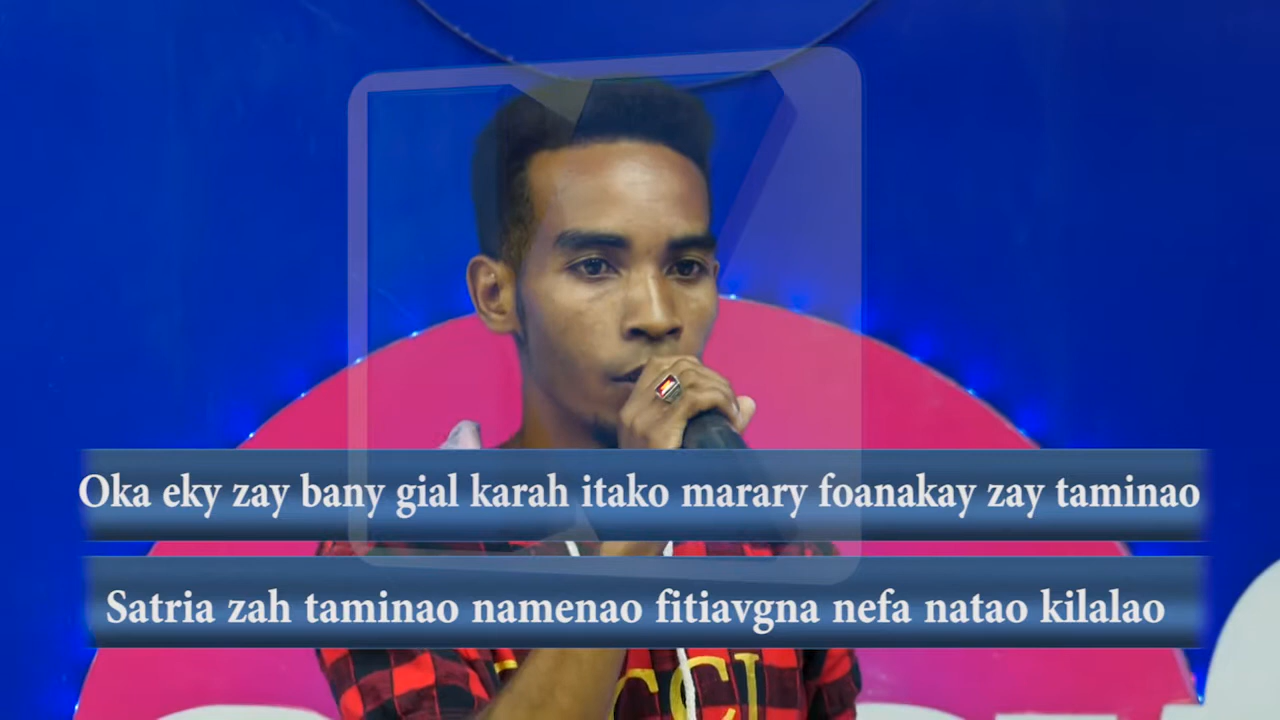 Oka eky zay bany gial karah itako marary foanakay zay taminao
Satria zah taminao namenao fitiavgna nefa natao kilalao